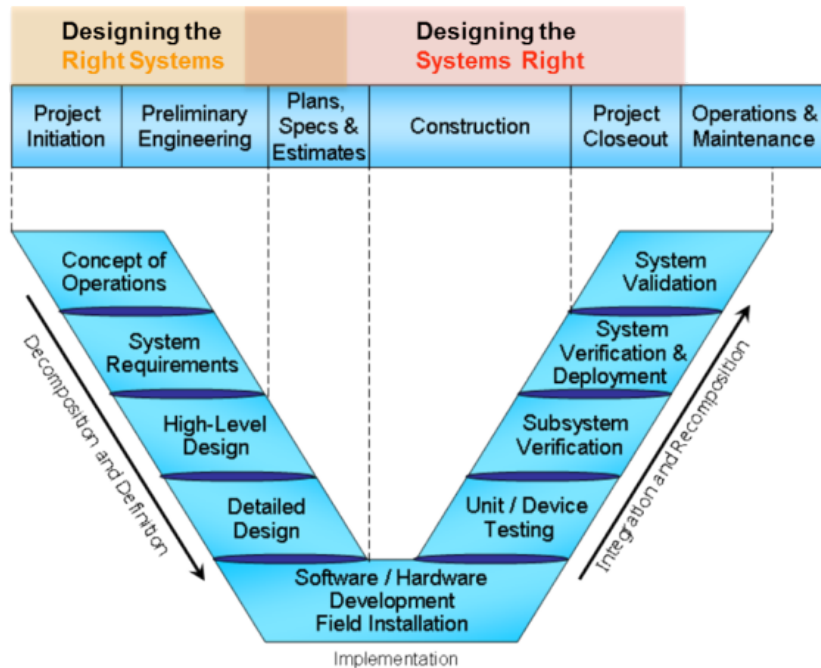 Designing the
Right Systems
Designing the
Systems Right
Project
Initiation
Preliminary
Engineering
Plans,
Specs &
Estimates
Construction
Project
Closeout
Operations &
Maintenance
Concept of
Operations
System
Requirements
High-Level
Design
Detailed
Design
Software / Hardware
Development
Field Installation
Unit / Device
Testing
Subsystem
Verification
System
Verification &
Deployment
System
Validation
Decomposition and Definition
Integration and Recomposition
Implementation